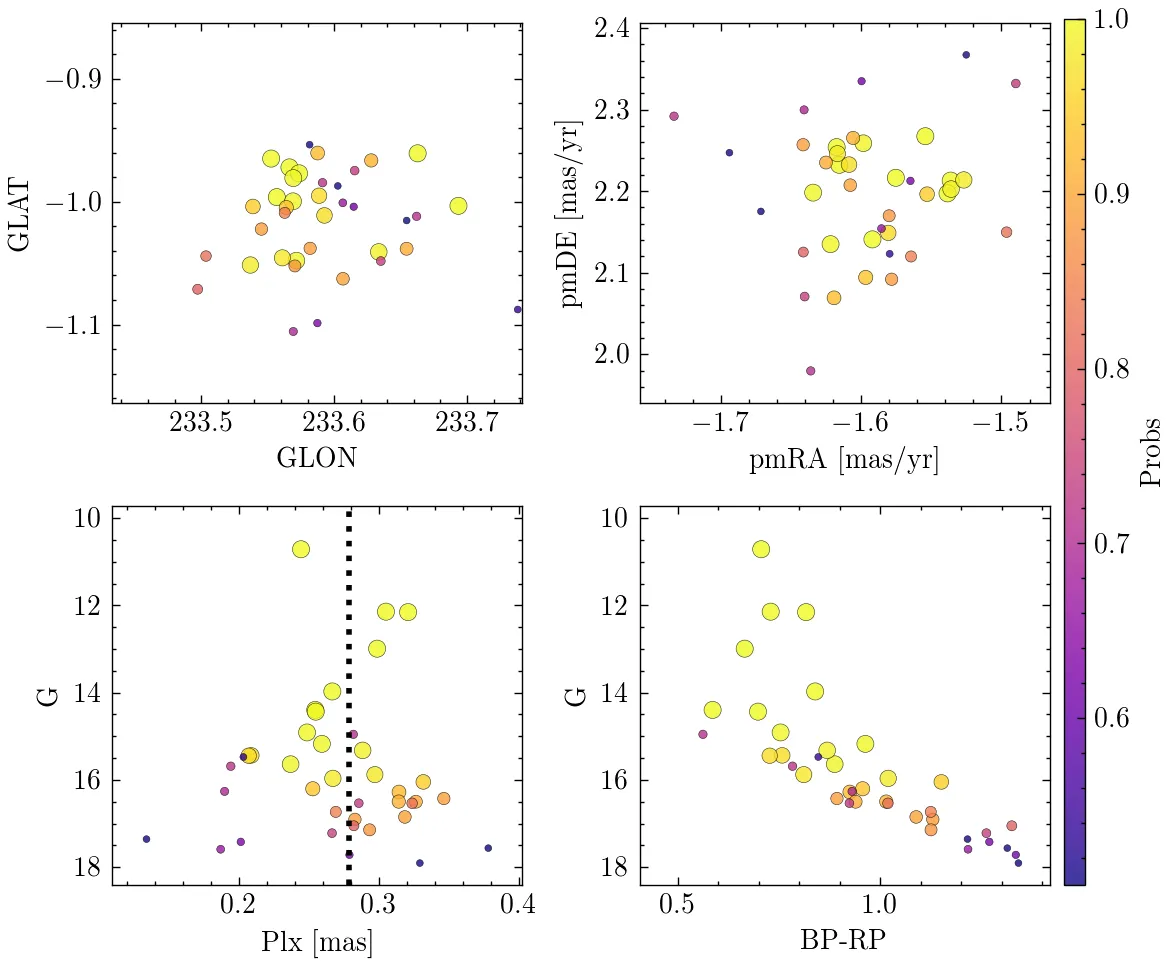 −0.9
−1.0
−1.1
GLAT
233.5 233.6 233.7
GLON
2.4
2.3
2.2
2.1
2.0
pmDE [mas/yr]
−1.7 −1.6 −1.5
pmRA [mas/yr]
10
12
14
16
18
G
0.2 0.3 0.4
Plx [mas]
10
12
14
16
18
G
0.5 1.0
BP-RP
1.0
0.9
0.8
0.7
0.6
Probs